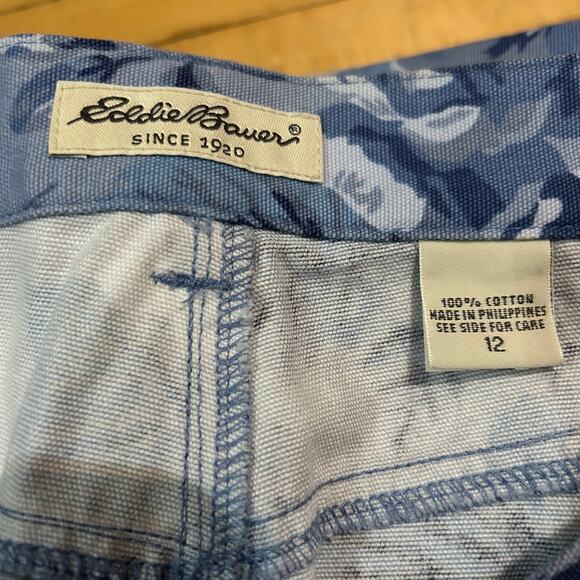 Eddie Bauer®
SINCE 1920
100% COTTON
MADE IN PHILIPPINES
SEE SIDE FOR CARE
12